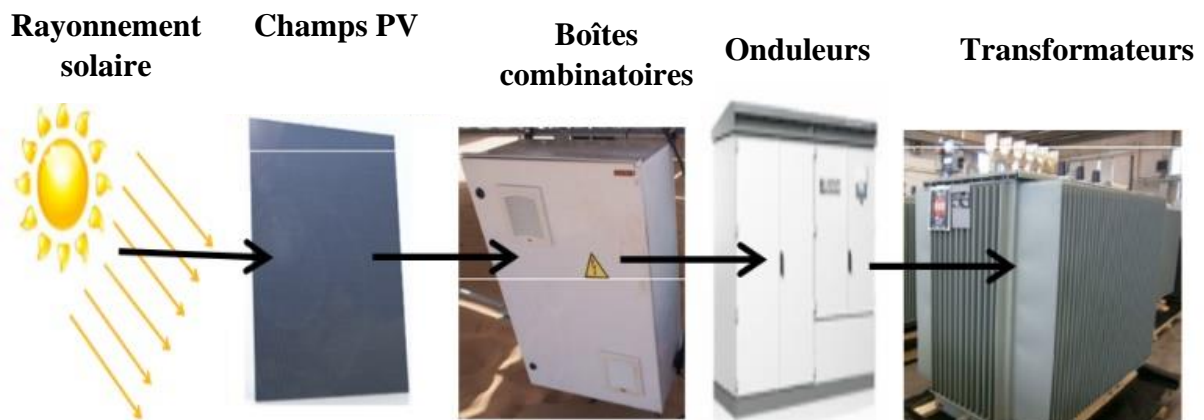 Rayonnement
solaire
Champs PV
Boîtes
combinatoires
Onduleurs
Transformateurs